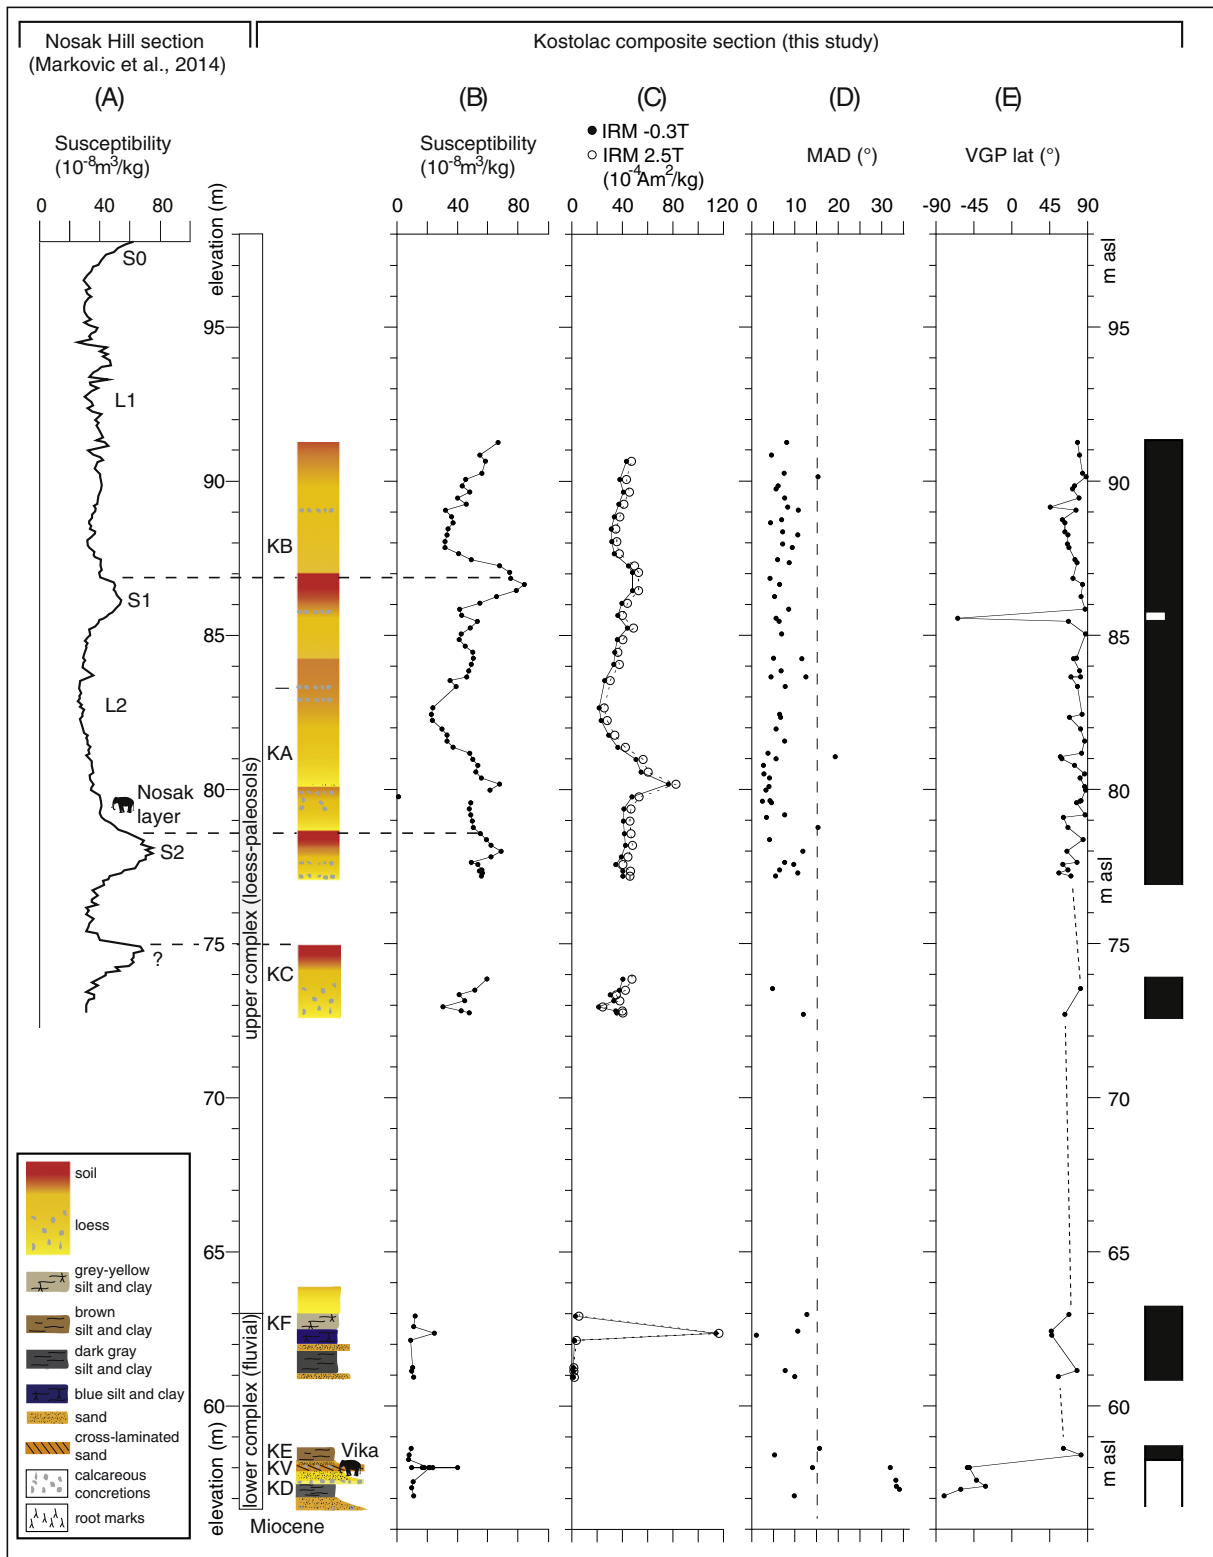 Nosak Hill section
(Markovic et al., 2014)
Kostolac composite section (this study)
(A)
(B)
(C)
(D)
(E)
Susceptibility
(10-8m3/kg)
Susceptibility
(10-8m3/kg)
IRM -0.3T
IRM 2.5T
(10-4Am2/kg)
MAD (°)
VGP lat (°)
0 40 80
elevation (m)
0 40 80
0 40 80 120
0 10 20 30
-90 -45 0 45 90
m asl
S0
95
95
L1
90
90
KB
S1
85
85
L2
KA
80
80
Nosak
layer
S2
m asl
75
75
?
KC
upper complex (loess-paleosols)
70
70
65
65
KF
lower complex (fluvial)
60
60
KE
Vika
KV
KD
elevation (m)
m asl
Miocene
soil
loess
grey-yellow
silt and clay
brown
silt and clay
dark gray
silt and clay
blue silt and clay
sand
cross-laminated
sand
calcareous
concretions
root marks